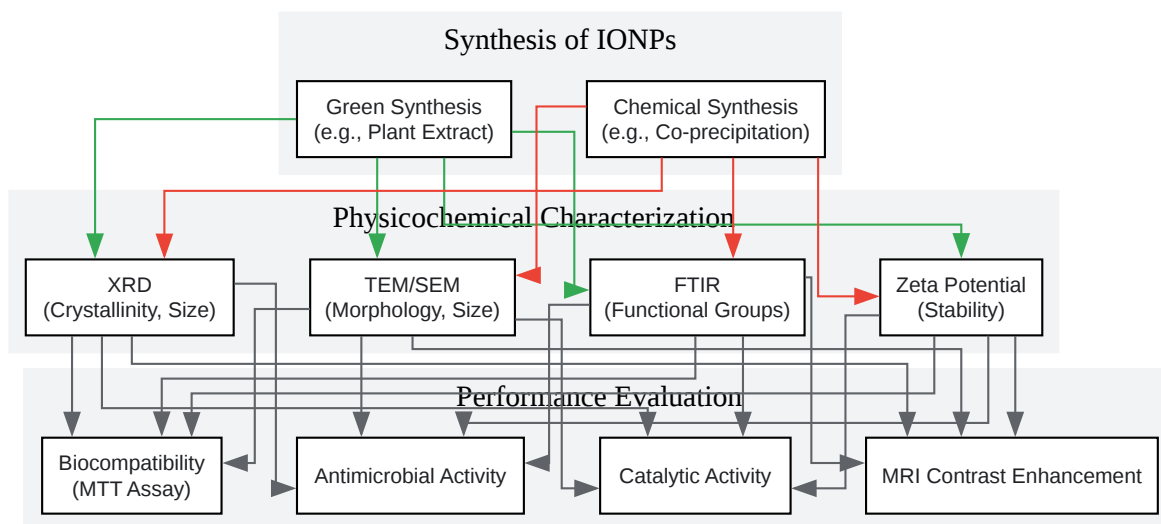 Synthesis of IONPs
Green Synthesis
(e.g., Plant Extract)
Chemical Synthesis
(e.g., Co-precipitation)
Physicochemical Characterization
XRD
(Crystallinity, Size)
TEM/SEM
(Morphology, Size)
FTIR
(Functional Groups)
Zeta Potential
(Stability)
Performance Evaluation
Biocompatibility
(MTT Assay)
Antimicrobial Activity
Catalytic Activity
MRI Contrast Enhancement